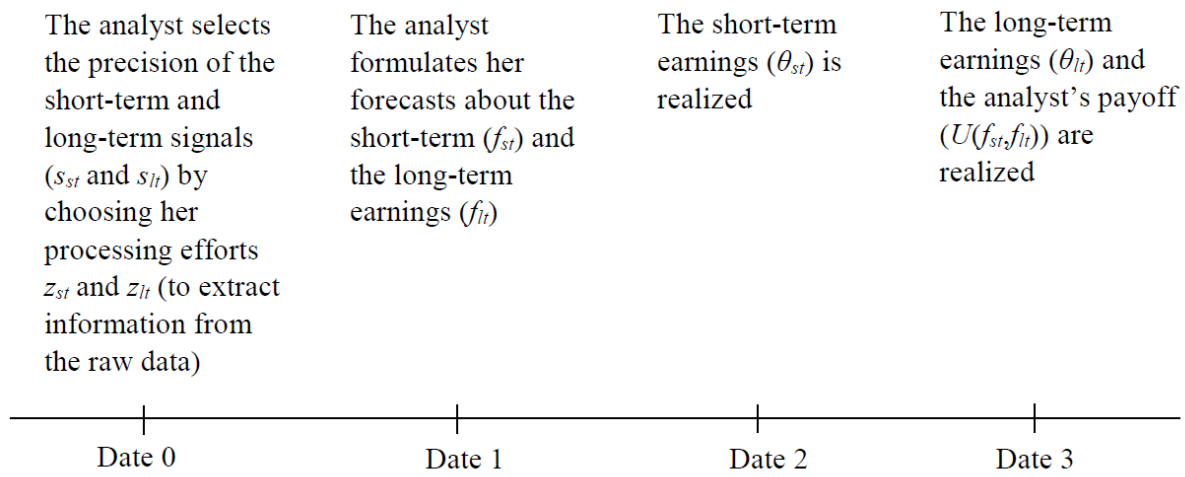 The analyst selects
the precision of the
short-term and
long-term signals
(sst and slt) by
choosing her
processing efforts
zst and zlt (to extract
information from
the raw data)
The analyst
formulates her
forecasts about the
short-term (fst) and
the long-term
earnings (flt)
The short-term
earnings (θst) is
realized
The long-term
earnings (θlt) and
the analyst's payoff
(U(fst,flt)) are
realized
Date 0
Date 1
Date 2
Date 3